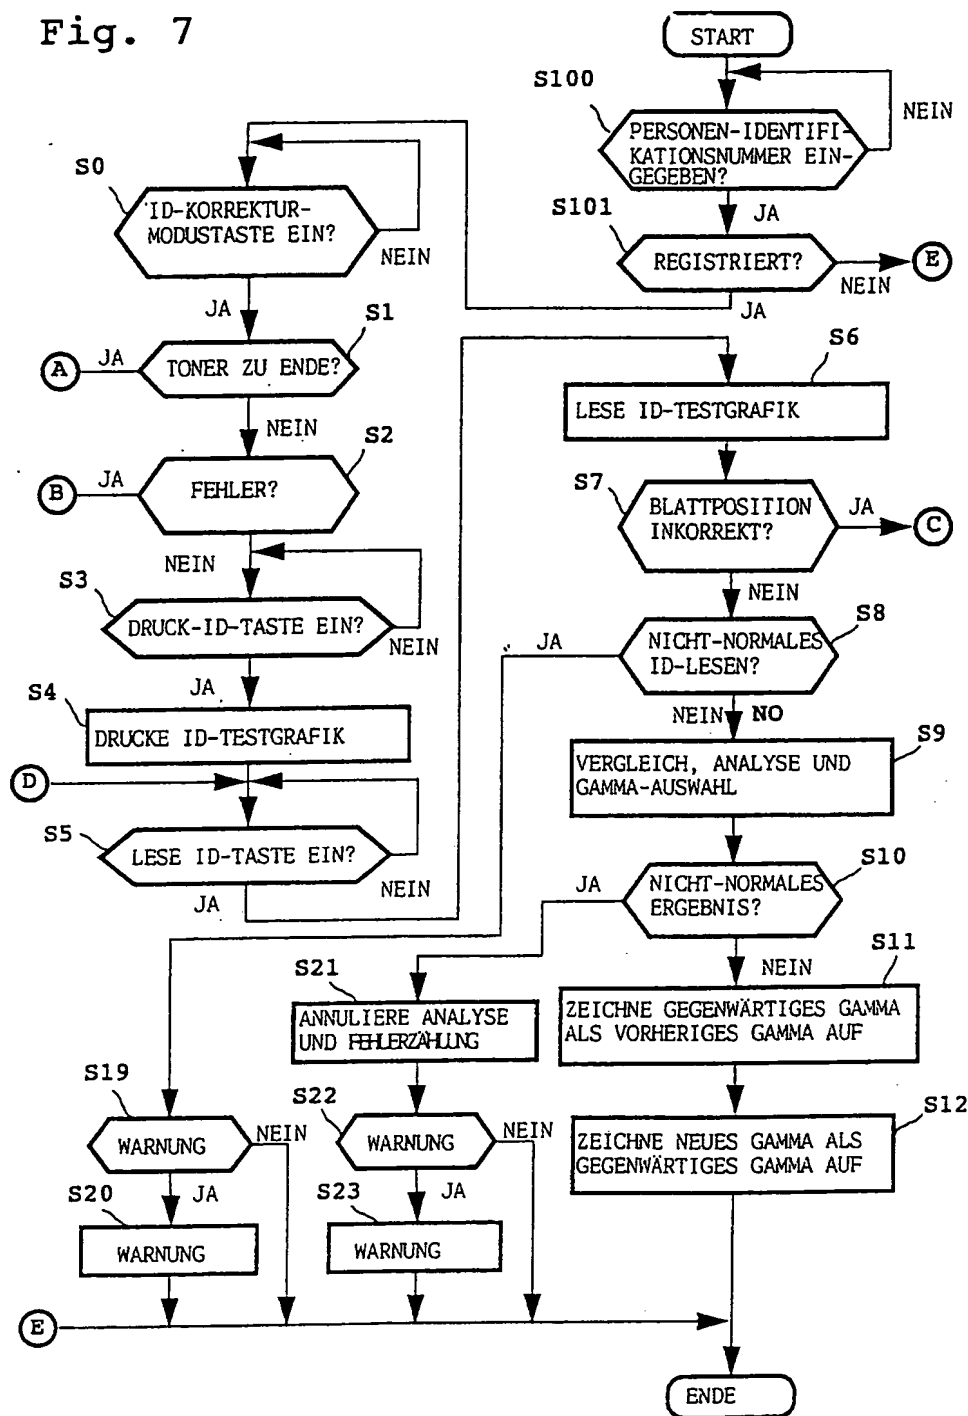 Fig. 7
START
S100
NEIN
PERSONEN-IDENTIFI-
KATIONSNUMMER EIN-
GEGEBEN?
JA
S101
REGISTRIERT?
NEIN
E
JA
S0
ID-KORREKTUR-
MODUSTASTE EIN?
NEIN
JA
S1
A
JA
TONER ZU ENDE?
NEIN
S2
B
JA
FEHLER?
NEIN
S3
DRUCK-ID-TASTE EIN?
NEIN
JA
S4
DRUCKE ID-TESTGRAFIK
D
S5
LESE ID-TASTE EIN?
NEIN
JA
S6
LESE ID-TESTGRAFIK
S7
BLATTPOSITION
INKORREKT?
JA
C
NEIN
S8
JA
NICHT-NORMALES
ID-LESEN?
NEIN NO
S9
VERGLEICH, ANALYSE UND
GAMMA-AUSWAHL
S10
JA
NICHT-NORMALES
ERGEBNIS?
NEIN
S11
ZEICHNE GEGENWÄRTIGES GAMMA
ALS VORHERIGES GAMMA AUF
S12
ZEICHNE NEUES GAMMA ALS
GEGENWÄRTIGES GAMMA AUF
S21
ANNULIERE ANALYSE
UND FEHLERZÄHLUNG
S19
WARNUNG
NEIN
JA
S20
WARNUNG
S22
WARNUNG
NEIN
JA
S23
WARNUNG
E
ENDE